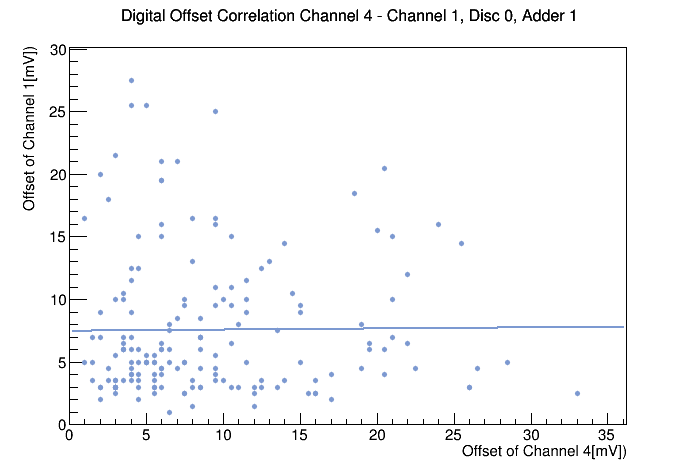 Digital Offset Correlation Channel 4 - Channel 1, Disc 0, Adder 1
Offset of Channel 1[mV])
30
25
20
15
10
5
0
0 5 10 15 20 25 30 35
Offset of Channel 4[mV])